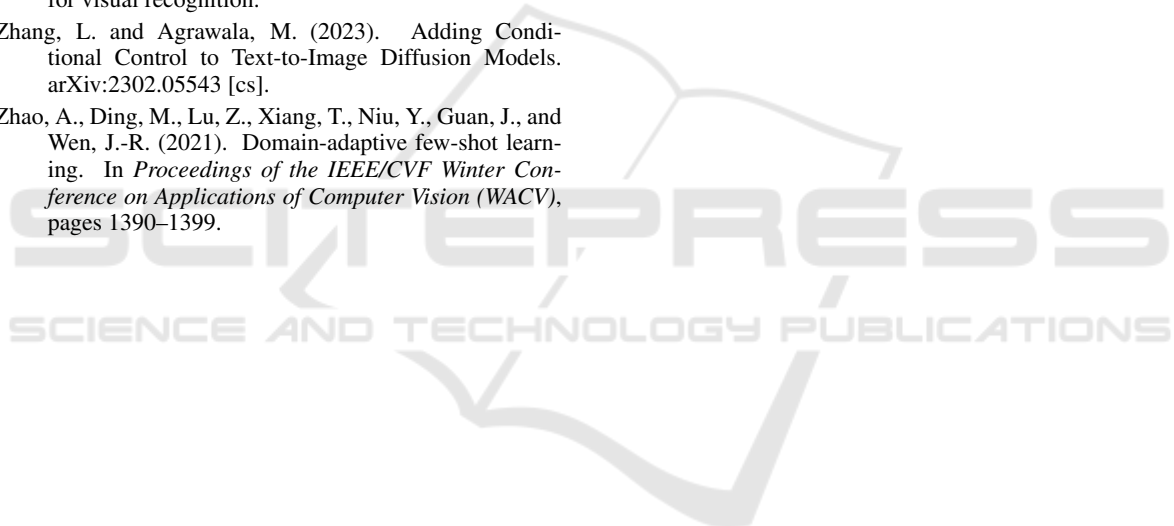 for visual recognition.
Zhang, L. and Agrawala, M. (2023). Adding Condi-
tional Control to Text-to-Image Diffusion Models.
arXiv:2302.05543 [cs].
Zhao, A., Ding, M., Lu, Z., Xiang, T., Niu, Y., Guan, J., and
Wen, J.-R. (2021). Domain-adaptive few-shot learn-
ing. In Proceedings of the IEEE/CVF Winter Con-
ference on Applications of Computer Vision (WACV),
pages 1390–1399.
SCITEPRESS
SCIENCE AND TECHNOLOGY PUBLICATIONS